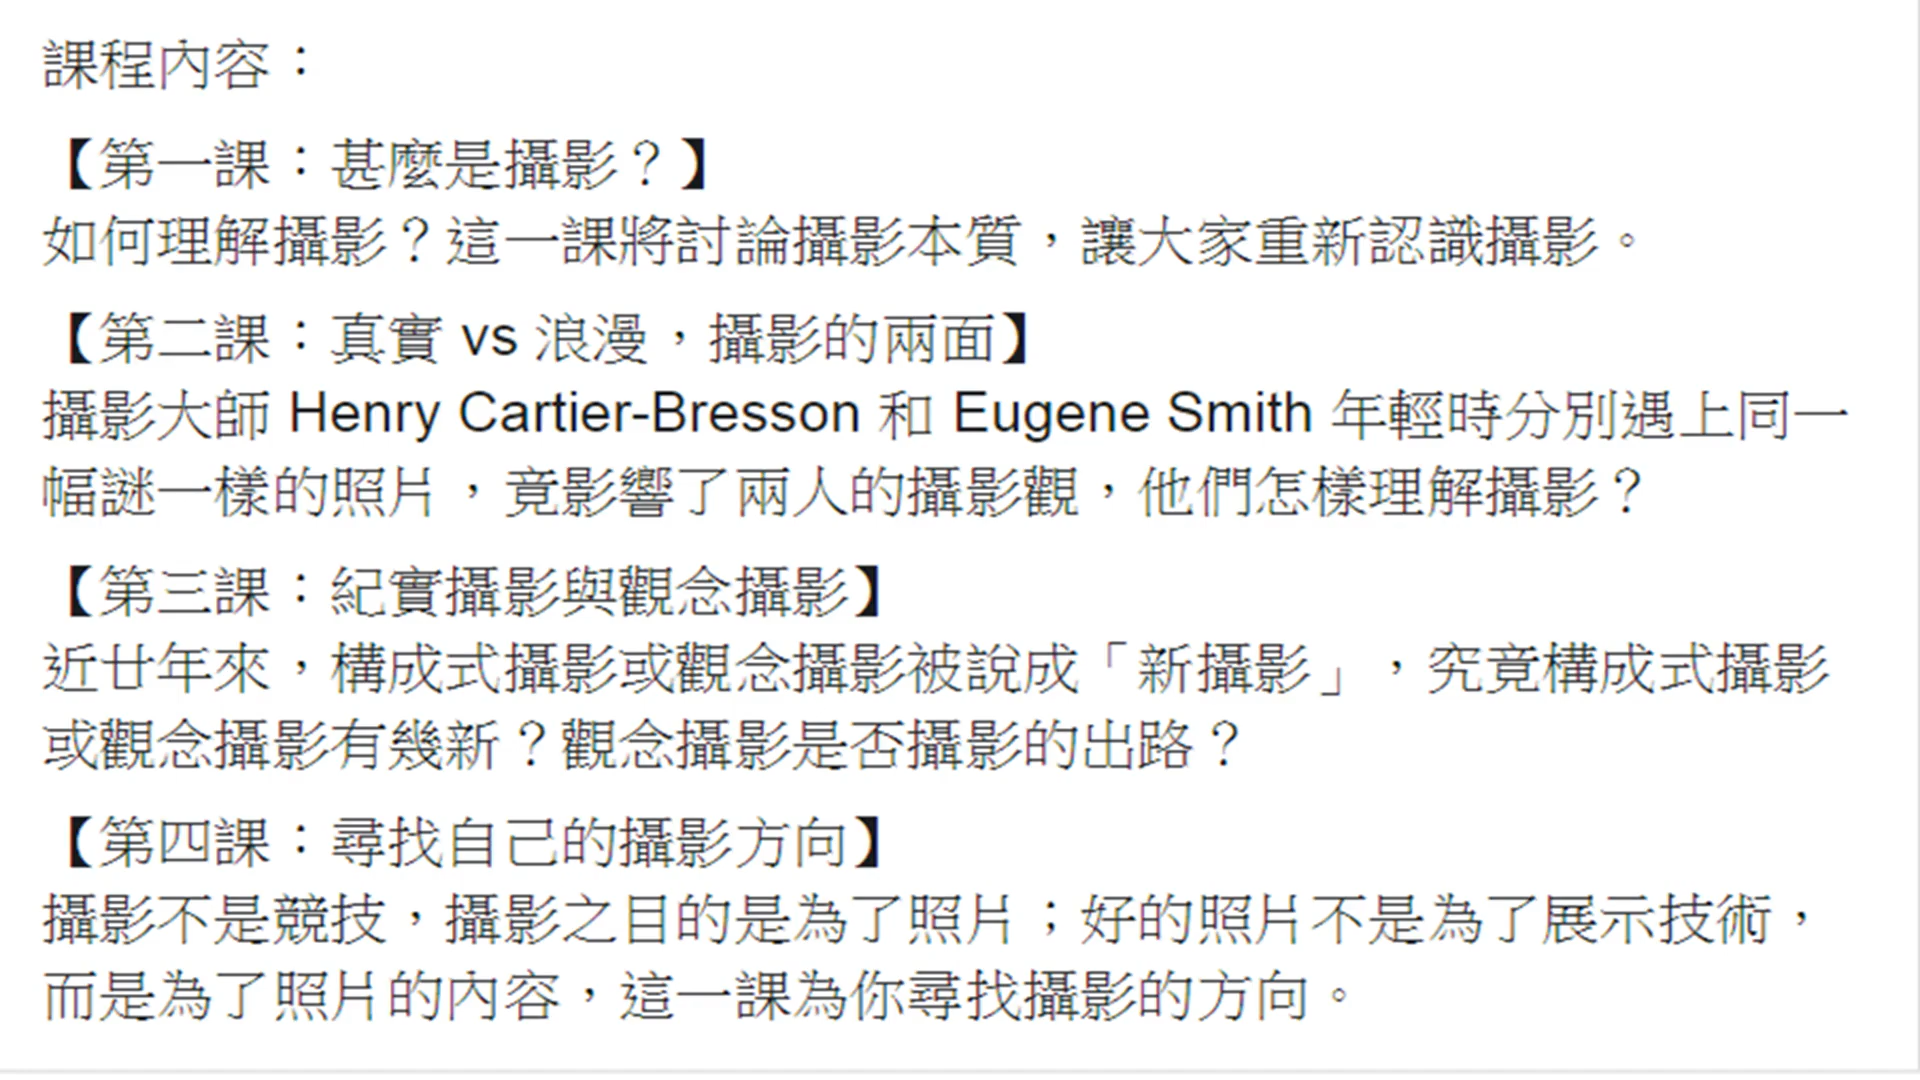 課程內容：
【第一課：甚麼是攝影？】
如何理解攝影？這一課將討論攝影本質，讓大家重新認識攝影。
【第二課：真實 vs 浪漫，攝影的兩面】
攝影大師 Henry Cartier-Bresson 和 Eugene Smith 年輕時分別遇上同一
幅謎一樣的照片，竟影響了兩人的攝影觀，他們怎樣理解攝影？
【第三課：紀實攝影與觀念攝影】
近廿年來，構成式攝影或觀念攝影被說成「新攝影」，究竟構成式攝影
或觀念攝影有幾新？觀念攝影是否攝影的出路？
【第四課：尋找自己的攝影方向】
攝影不是競技，攝影之目的是為了照片；好的照片不是為了展示技術，
而是為了照片的內容，這一課為你尋找攝影的方向。